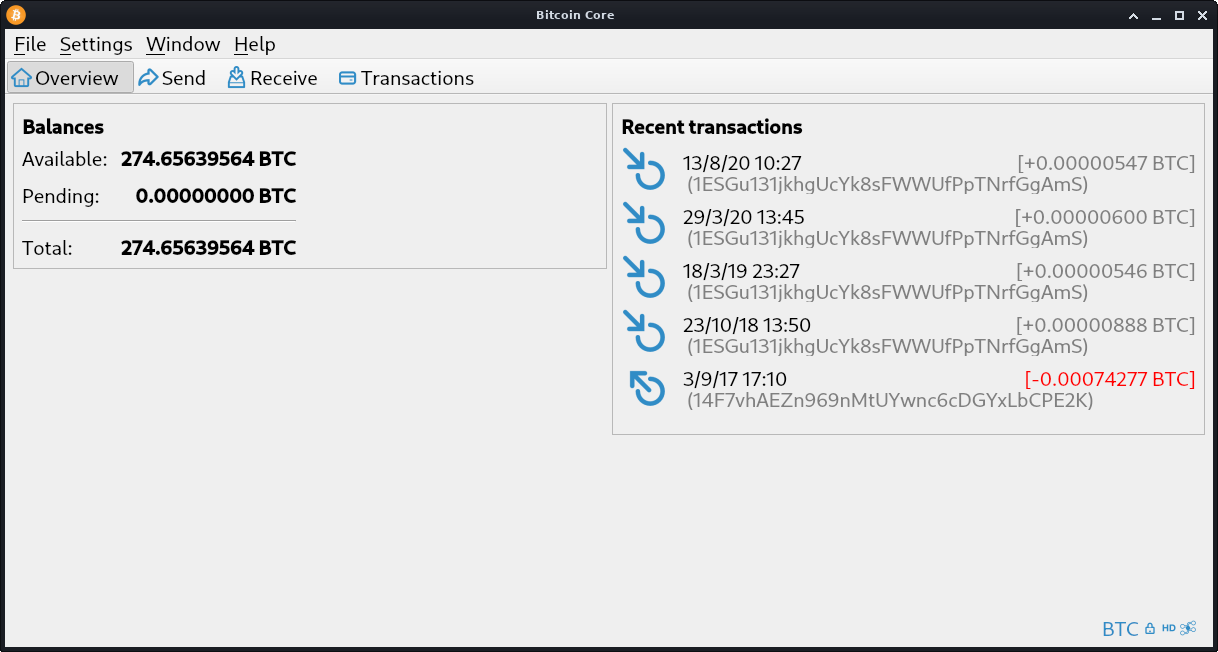 Bitcoin Core
File Settings Window Help
Overview Send Receive Transactions
Balances
Available: 274.65639564 BTC
Pending: 0.00000000 BTC
Total: 274.65639564 BTC
Recent transactions
13/8/20 10:27 [+0.00000547 BTC]
(1ESGu131jkhgUcYk8sFWWUfPpTNrfGgAmS)
29/3/20 13:45 [+0.00000600 BTC]
(1ESGu131jkhgUcYk8sFWWUfPpTNrfGgAmS)
18/3/19 23:27 [+0.00000546 BTC]
(1ESGu131jkhgUcYk8sFWWUfPpTNrfGgAmS)
23/10/18 13:50 [+0.00000888 BTC]
(1ESGu131jkhgUcYk8sFWWUfPpTNrfGgAmS)
3/9/17 17:10 [-0.00074277 BTC]
(14F7vhAEZn969nMtUYwnc6cDGYxLbCPE2K)
BTC HD